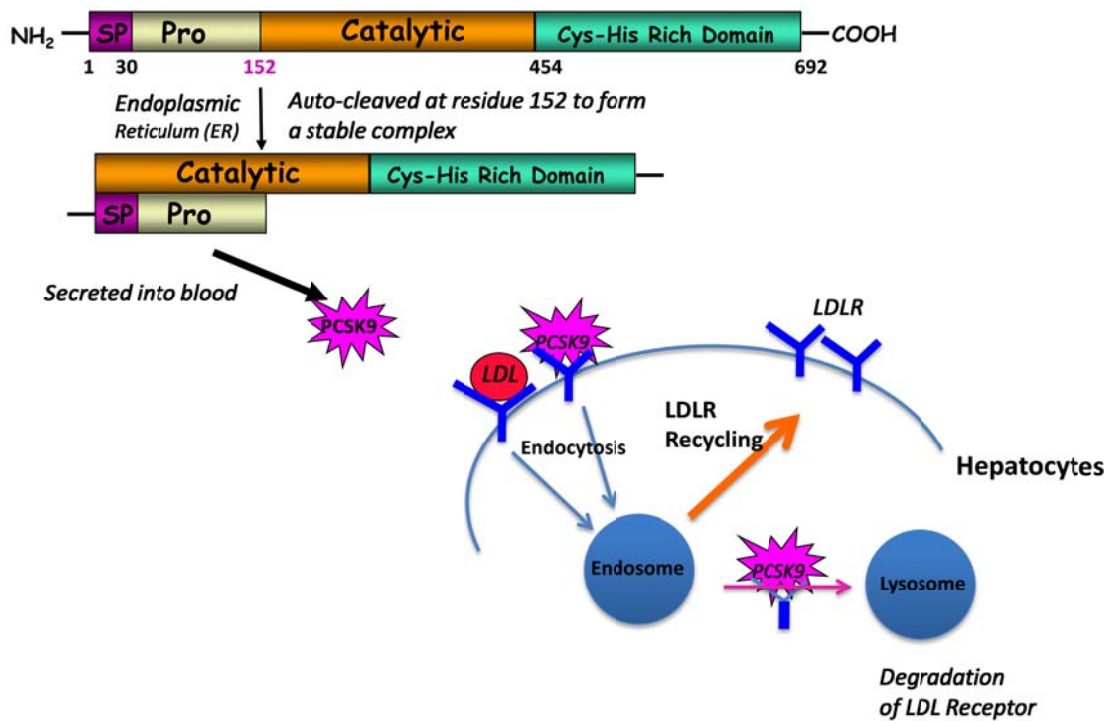 NH₂ SP Pro Catalytic Cys-His Rich Domain COOH
1 30 152 454 692
Endoplasmic
Reticulum (ER)
Auto-cleaved at residue 152 to form
a stable complex
Catalytic Cys-His Rich Domain
SP Pro
Secreted into blood
PCSK9
PCSK9
LDL
LDLR
Endocytosis
LDLR
Recycling
Hepatocytes
Endosome
PCSK9
Lysosome
Degradation
of LDL Receptor